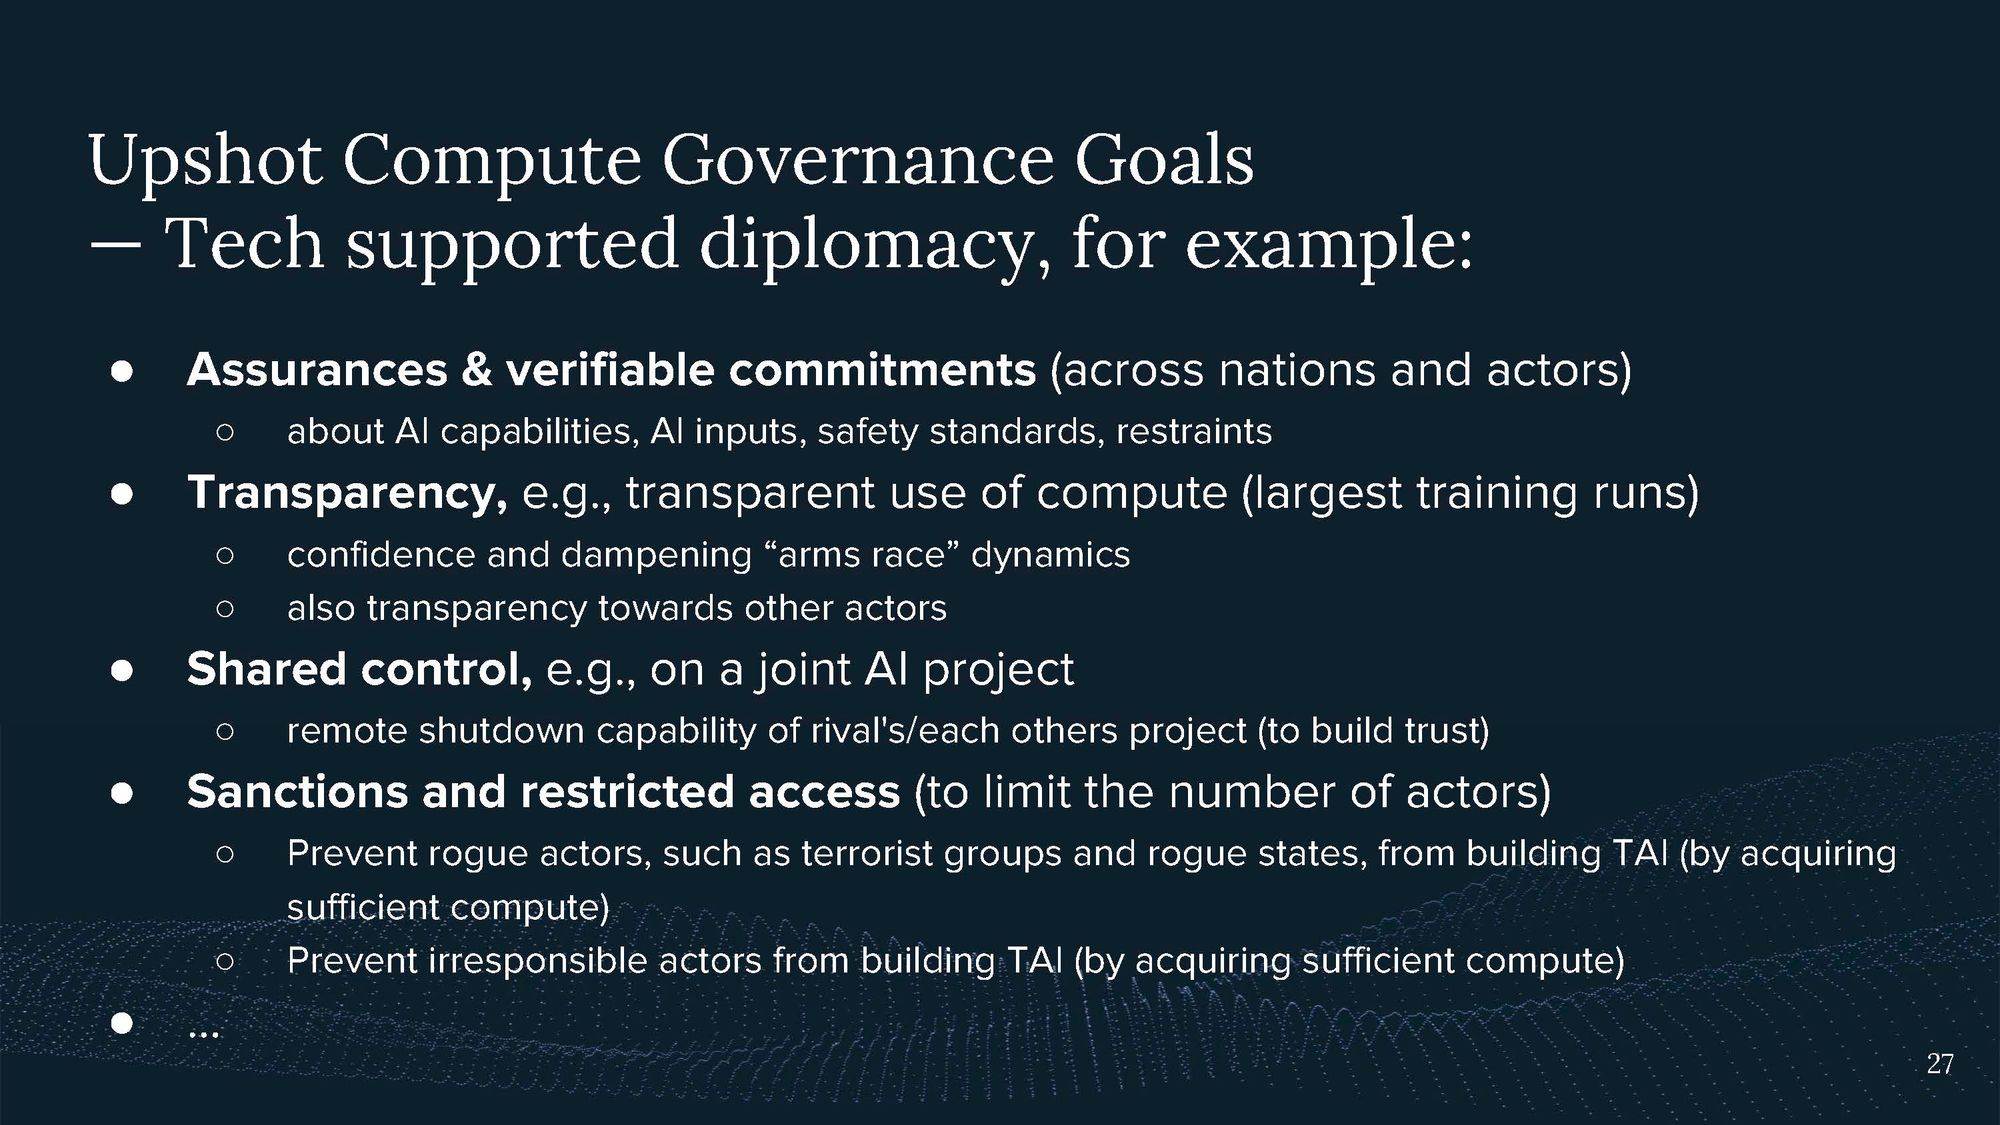 Upshot Compute Governance Goals
— Tech supported diplomacy, for example:
● Assurances & verifiable commitments (across nations and actors)
○ about AI capabilities, AI inputs, safety standards, restraints
● Transparency, e.g., transparent use of compute (largest training runs)
○ confidence and dampening “arms race” dynamics
○ also transparency towards other actors
● Shared control, e.g., on a joint AI project
○ remote shutdown capability of rival's/each others project (to build trust)
● Sanctions and restricted access (to limit the number of actors)
○ Prevent rogue actors, such as terrorist groups and rogue states, from building TAI (by acquiring
sufficient compute)
○ Prevent irresponsible actors from building TAI (by acquiring sufficient compute)
● ...
27